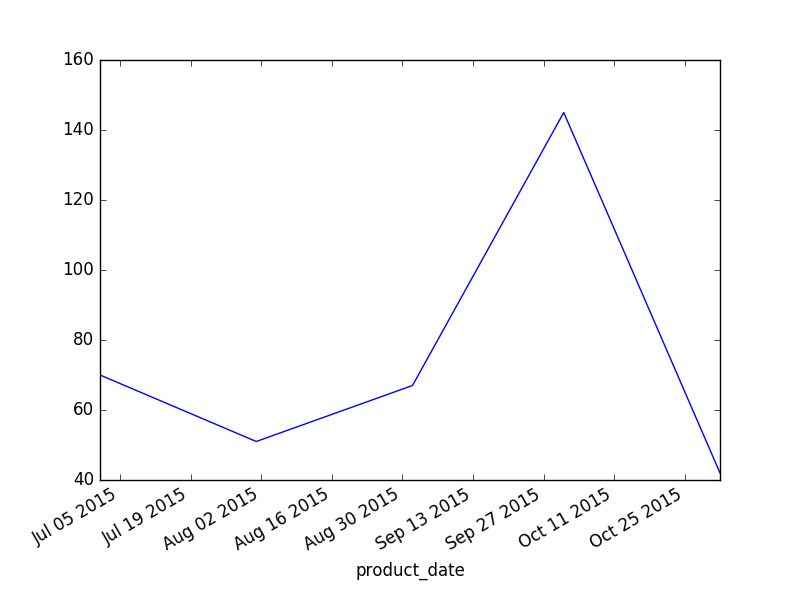 160
140
120
100
80
60
40
Jul 05 2015
Jul 19 2015
Aug 02 2015
Aug 16 2015
Aug 30 2015
Sep 13 2015
Sep 27 2015
Oct 11 2015
Oct 25 2015
product_date